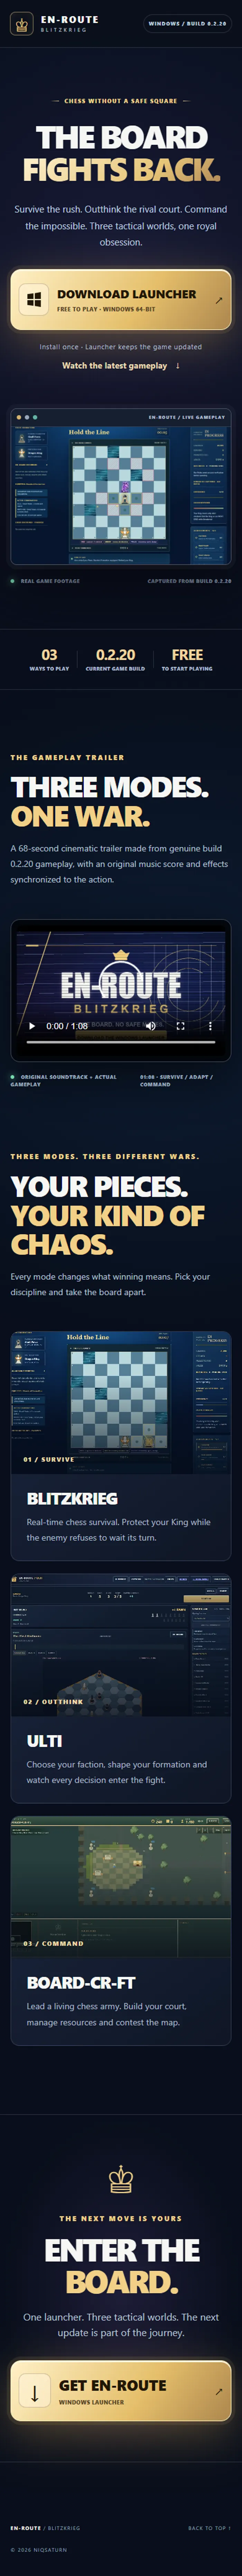 EN-ROUTE
BLITZKRIEG
WINDOWS / BUILD 0.2.20
CHESS WITHOUT A SAFE SQUARE
THE BOARD
FIGHTS BACK.
Survive the rush. Outthink the rival court. Command
the impossible. Three tactical worlds, one royal
obsession.
DOWNLOAD LAUNCHER
FREE TO PLAY · WINDOWS 64-BIT
Install once · Launcher keeps the game updated
Watch the latest gameplay ↓
EN-ROUTE / LIVE GAMEPLAY
Hold the Line
IN PROGRESS
REAL GAME FOOTAGE
CAPTURED FROM BUILD 0.2.20
03
WAYS TO PLAY
0.2.20
CURRENT GAME BUILD
FREE
TO START PLAYING
THE GAMEPLAY TRAILER
THREE MODES.
ONE WAR.
A 68-second cinematic trailer made from genuine build
0.2.20 gameplay, with an original music score and effects
synchronized to the action.
EN-ROUTE
BLITZKRIEG
0:00 / 1:08
ORIGINAL SOUNDTRACK + ACTUAL
GAMEPLAY
01:08 · SURVIVE / ADAPT /
COMMAND
THREE MODES. THREE DIFFERENT WARS.
YOUR PIECES.
YOUR KIND OF
CHAOS.
Every mode changes what winning means. Pick your
discipline and take the board apart.
Hold the Line
01 / SURVIVE
BLITZKRIEG
Real-time chess survival. Protect your King while
the enemy refuses to wait its turn.
02 / OUTTHINK
ULTI
Choose your faction, shape your formation and
watch every decision enter the fight.
03 / COMMAND
BOARD-CR-FT
Lead a living chess army. Build your court,
manage resources and contest the map.
THE NEXT MOVE IS YOURS
ENTER THE
BOARD.
One launcher. Three tactical worlds. The next
update is part of the journey.
GET EN-ROUTE
WINDOWS LAUNCHER
EN-ROUTE / BLITZKRIEG
BACK TO TOP ↑
© 2026 NIQSATURN